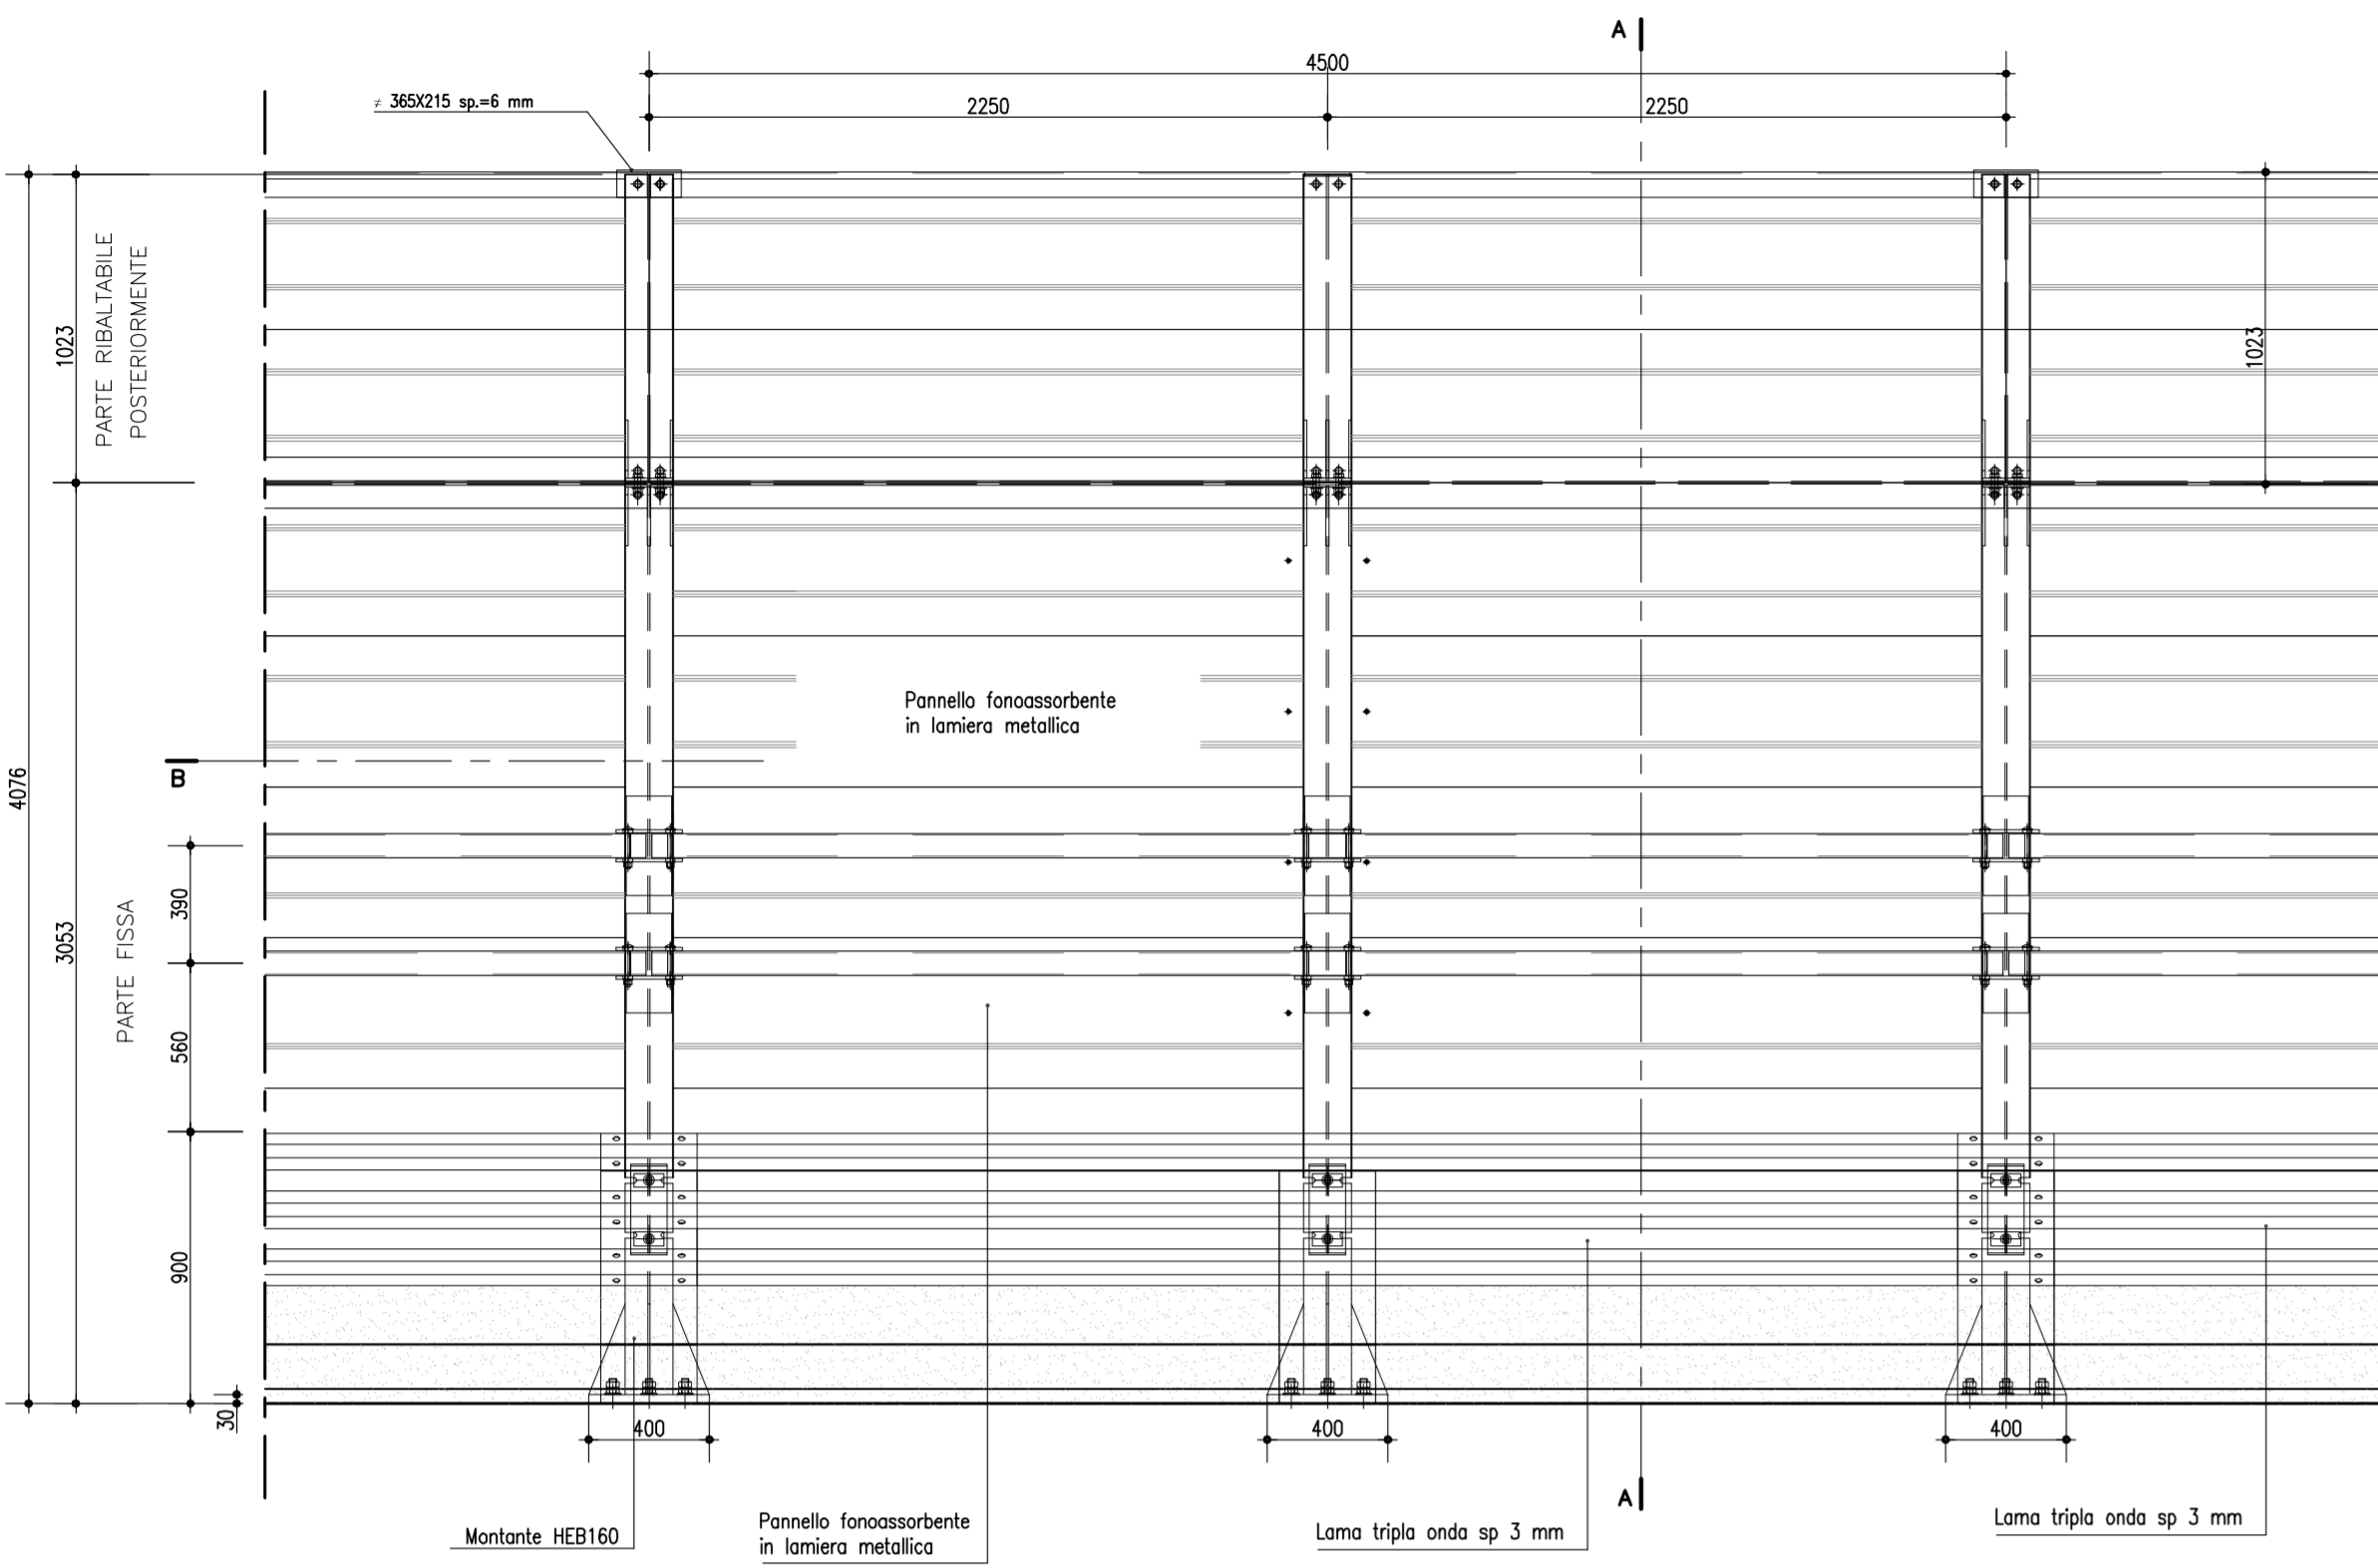 A
4500
≠ 365X215 sp.=6 mm
2250
2250
PARTE RIBALTABILE
POSTERIORMENTE
1023
1023
Pannello fonoassorbente
in lamiera metallica
B
4076
3053
PARTE FISSA
390
560
900
30
400
400
400
A
Montante HEB160
Pannello fonoassorbente
in lamiera metallica
Lama tripla onda sp 3 mm
Lama tripla onda sp 3 mm